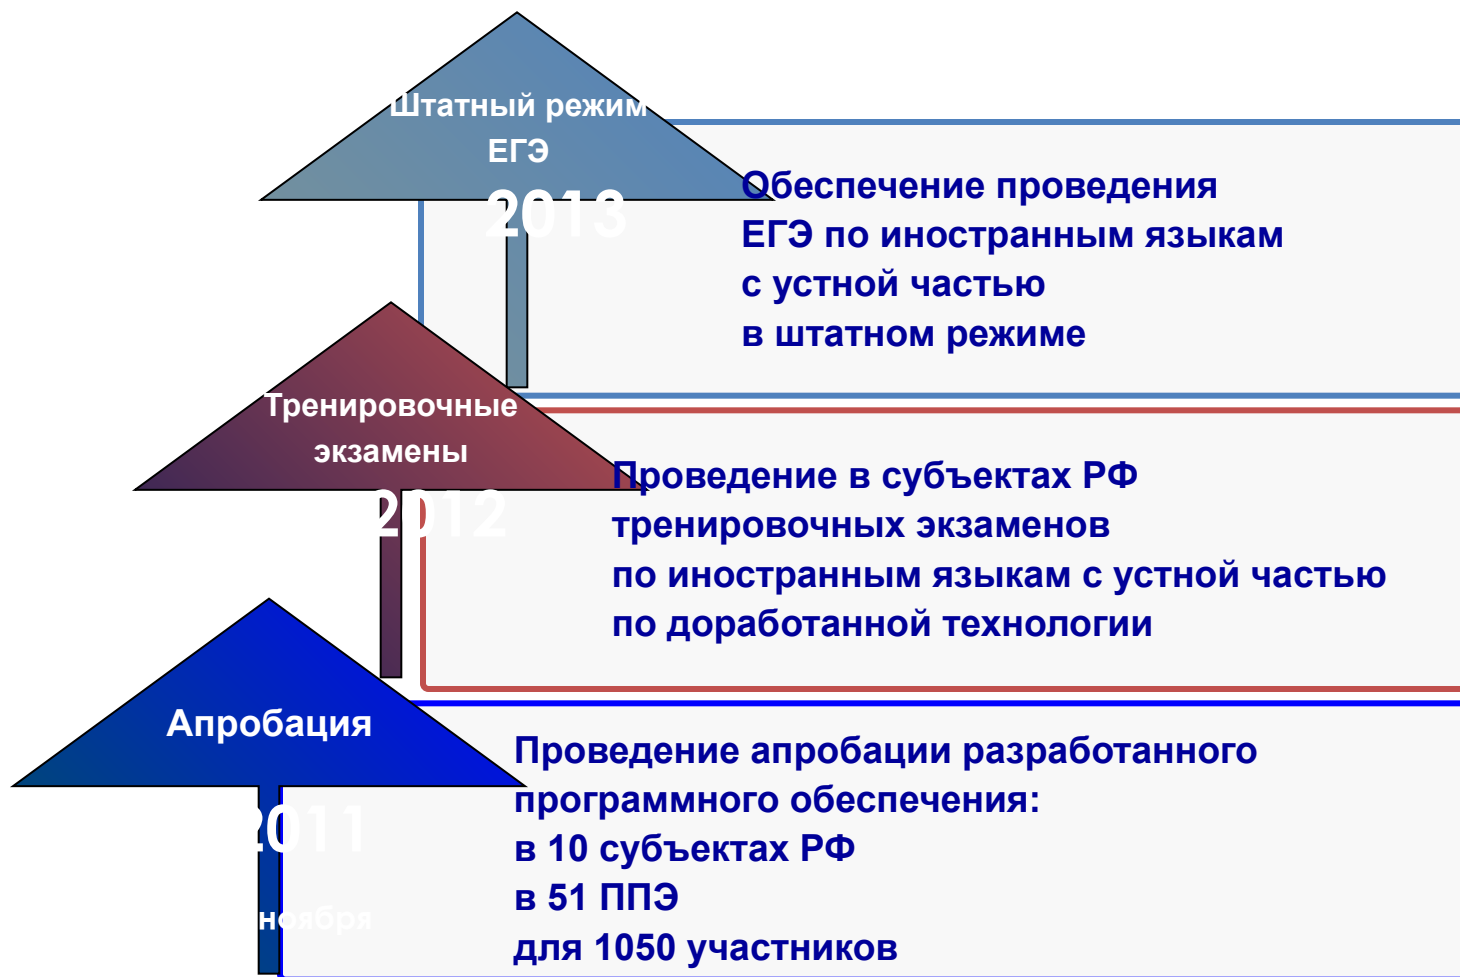 Штатный режим
ЕГЭ
2013
Обеспечение проведения
ЕГЭ по иностранным языкам
с устной частью
в штатном режиме
Тренировочные
экзамены
2012
Проведение в субъектах РФ
тренировочных экзаменов
по иностранным языкам с устной частью
по доработанной технологии
Апробация
2011
ноября
Проведение апробации разработанного
программного обеспечения:
в 10 субъектах РФ
в 51 ППЭ
для 1050 участников